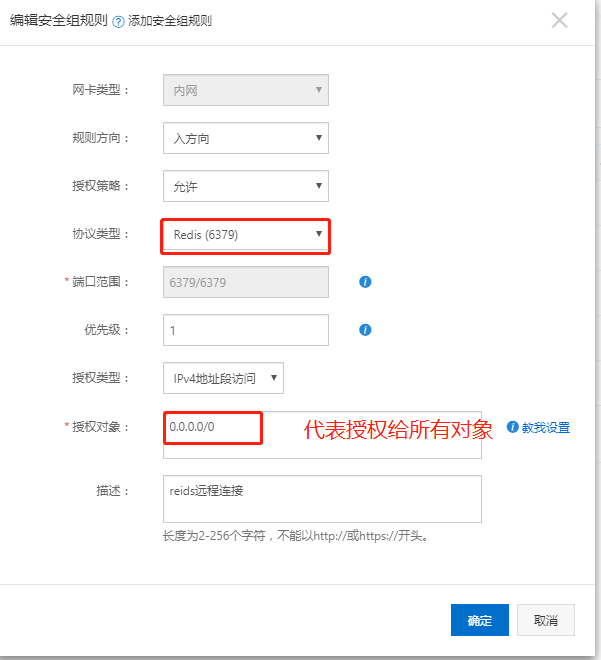 编辑安全组规则 ? 添加安全组规则
网卡类型： 内网
规则方向： 入方向
授权策略： 允许
协议类型： Redis (6379)
* 端口范围： 6379/6379
优先级： 1
授权类型： IPv4地址段访问
* 授权对象： 0.0.0.0/0 代表授权给所有对象 i 教我设置
描述： reids远程连接
长度为2-256个字符，不能以http://或https://开头。
确定 取消